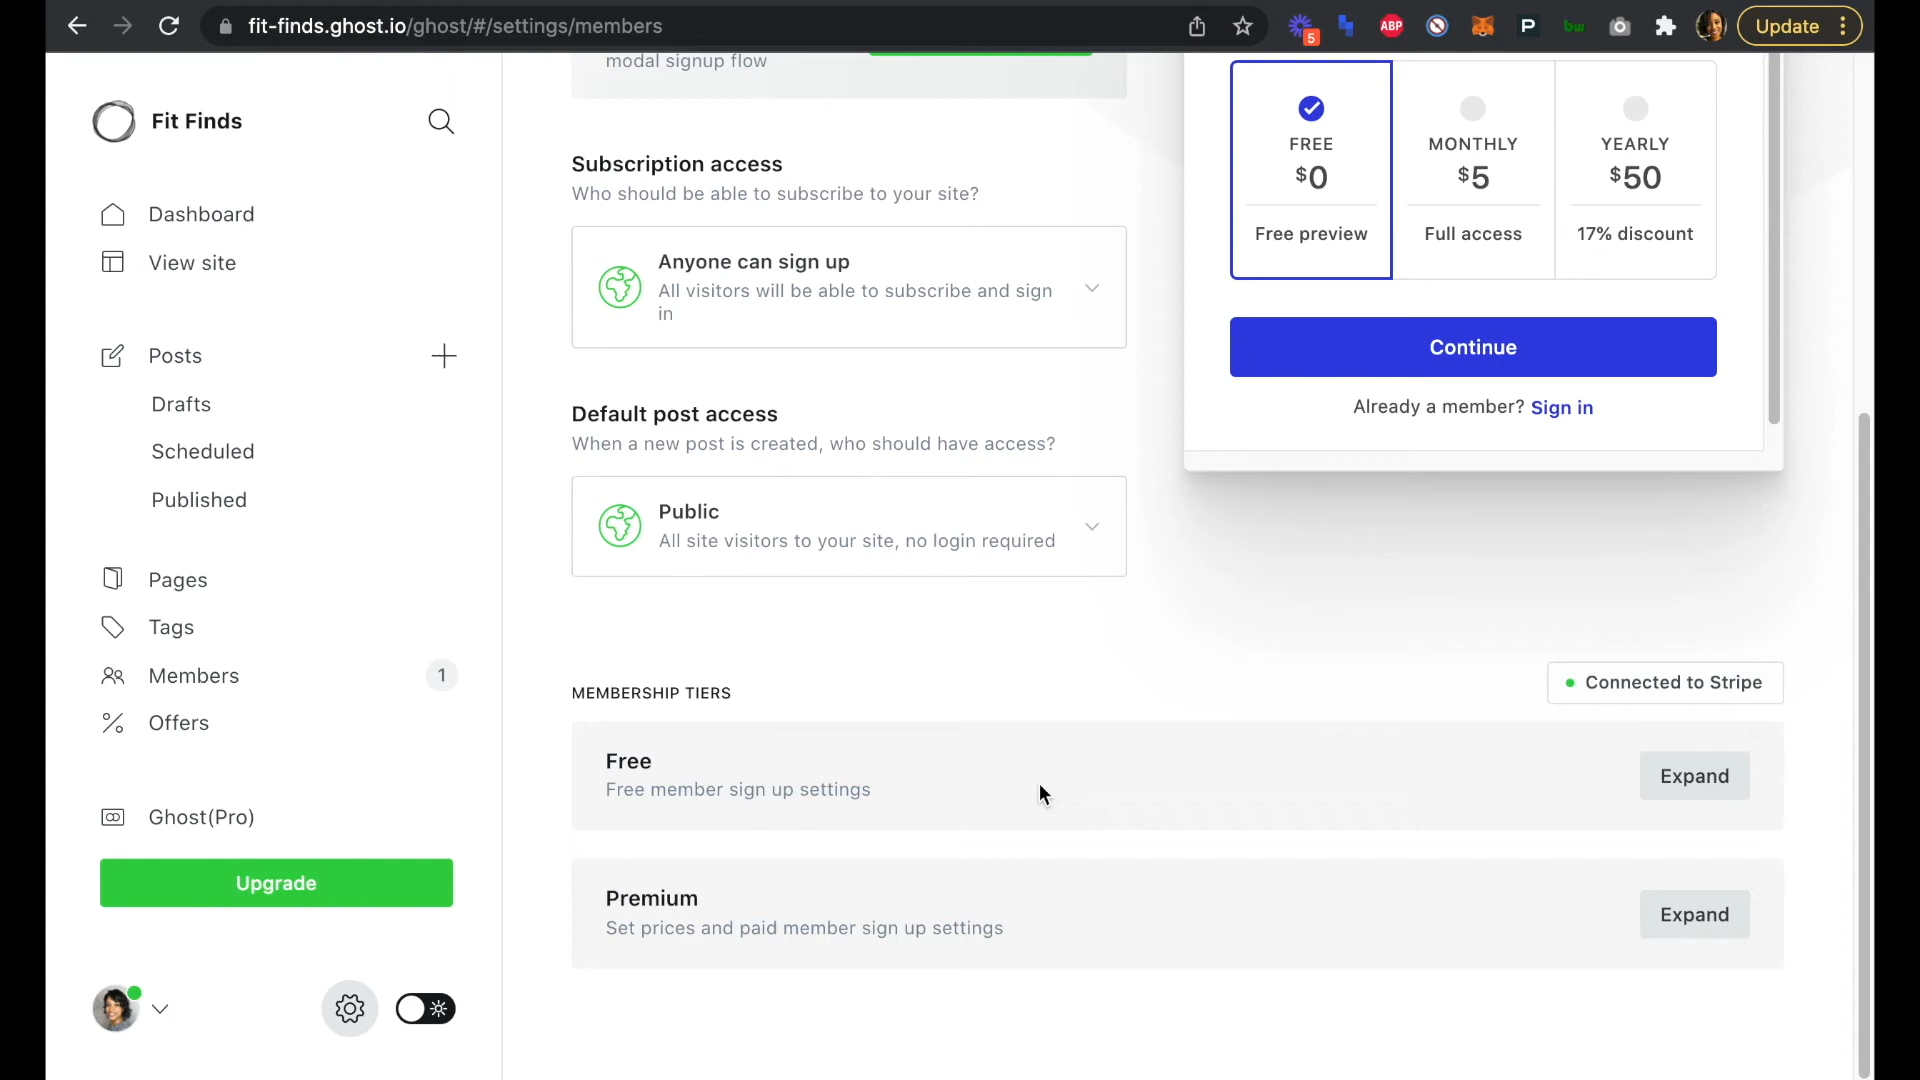 fit-finds.ghost.io/ghost/#/settings/members
5
ABP
P
bw
Update
Fit Finds
Dashboard
View site
Posts
Drafts
Scheduled
Published
Pages
Tags
Members
1
Offers
Ghost(Pro)
Upgrade
modal signup flow
Subscription access
Who should be able to subscribe to your site?
Anyone can sign up
All visitors will be able to subscribe and sign
in
Default post access
When a new post is created, who should have access?
Public
All site visitors to your site, no login required
FREE
$0
Free preview
MONTHLY
$5
Full access
YEARLY
$50
17% discount
Continue
Already a member? Sign in
MEMBERSHIP TIERS
Connected to Stripe
Free
Free member sign up settings
Expand
Premium
Set prices and paid member sign up settings
Expand